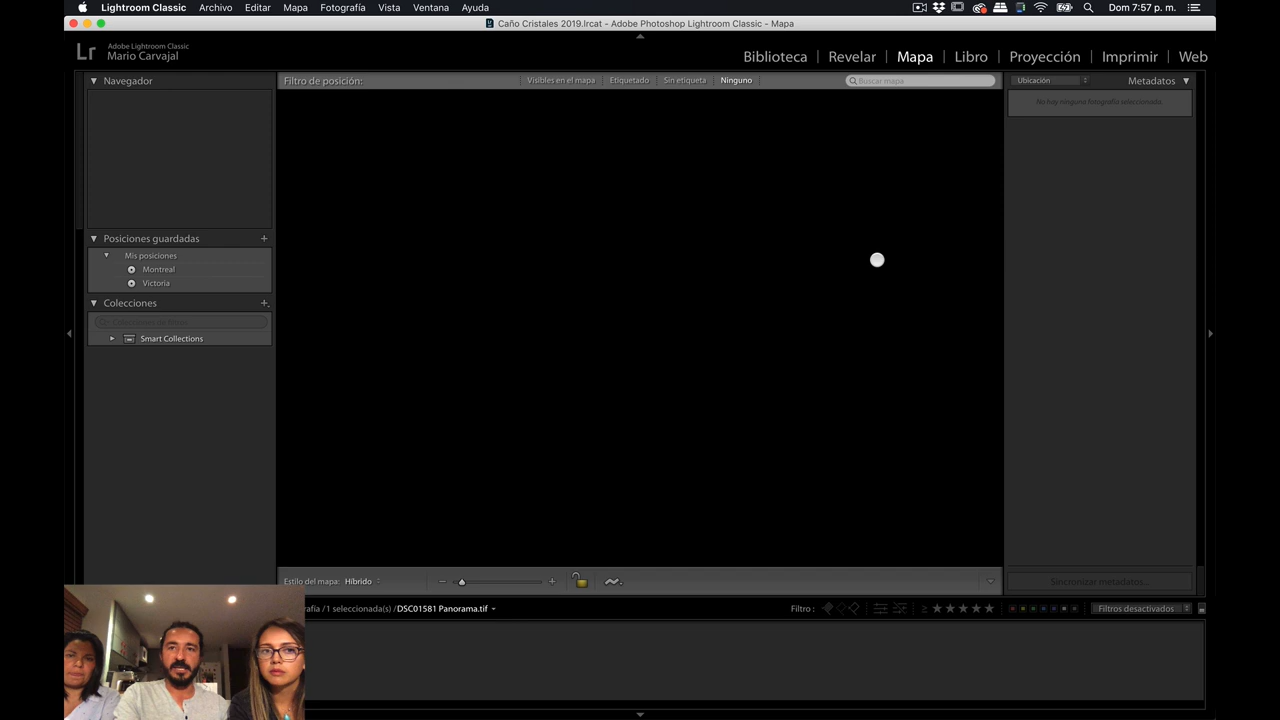 Lightroom Classic Archivo Editar Mapa Fotografía Vista Ventana Ayuda Dom 7:57 p. m.
Caño Cristales 2019.lrcat - Adobe Photoshop Lightroom Classic - Mapa
Lr Adobe Lightroom Classic
Mario Carvajal
Biblioteca | Revelar | Mapa | Libro | Proyección | Imprimir | Web
Navegador
Filtro de posición: Visibles en el mapa Etiquetado Sin etiqueta Ninguno Buscar mapa
Ubicación Metadatos
No hay ninguna fotografía seleccionada.
Posiciones guardadas +
Mis posiciones
Montreal
Victoria
Colecciones +
Smart Collections
Estilo del mapa: Híbrido
Sincronizar metadatos...
/ 1 seleccionada(s) / DSC01581 Panorama.tif
Filtro : Filtros desactivados